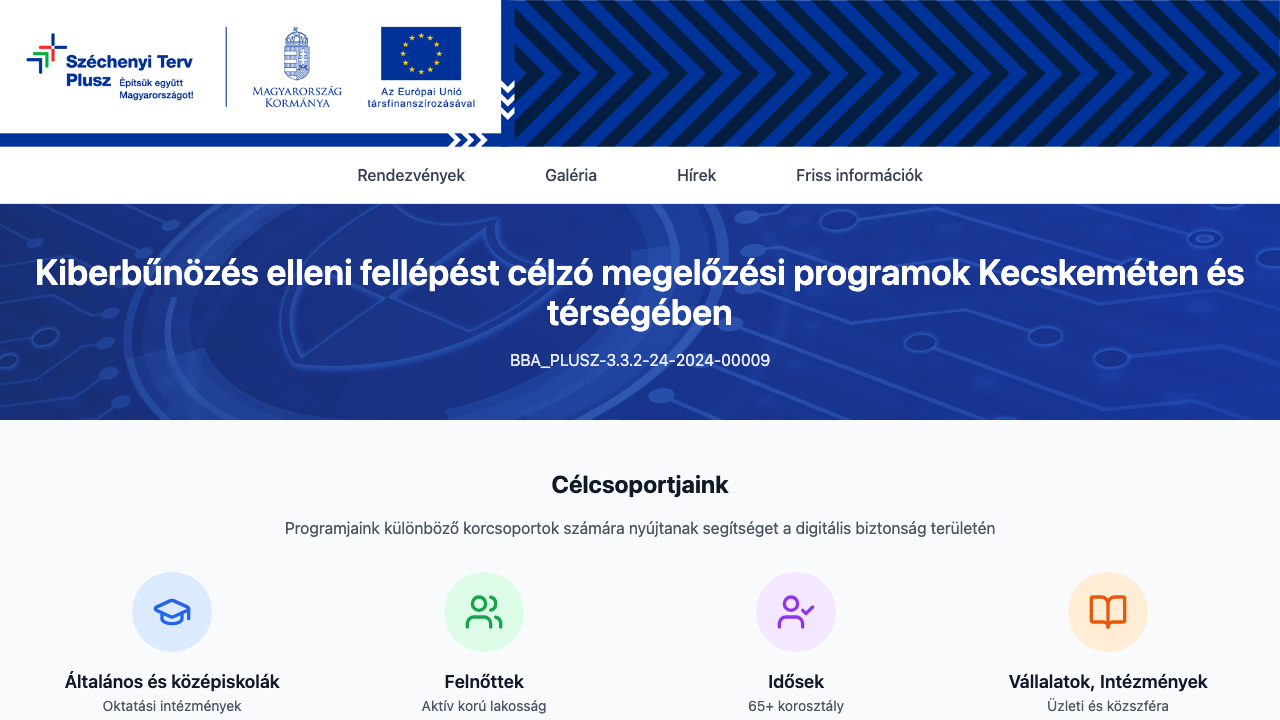 Széchenyi Terv
Plusz Építsük együtt
Magyarországot!
MAGYARORSZÁG
KORMÁNYA
Az Európai Unió
társfinanszírozásával
Rendezvények Galéria Hírek Friss információk
Kiberbűnözés elleni fellépést célzó megelőzési programok Kecskeméten és
térségében
BBA_PLUSZ-3.3.2-24-2024-00009
Célcsoportjaink
Programjaink különböző korcsoportok számára nyújtanak segítséget a digitális biztonság területén
Általános és középiskolák
Oktatási intézmények
Felnőttek
Aktív korú lakosság
Idősek
65+ korosztály
Vállalatok, Intézmények
Üzleti és közszféra